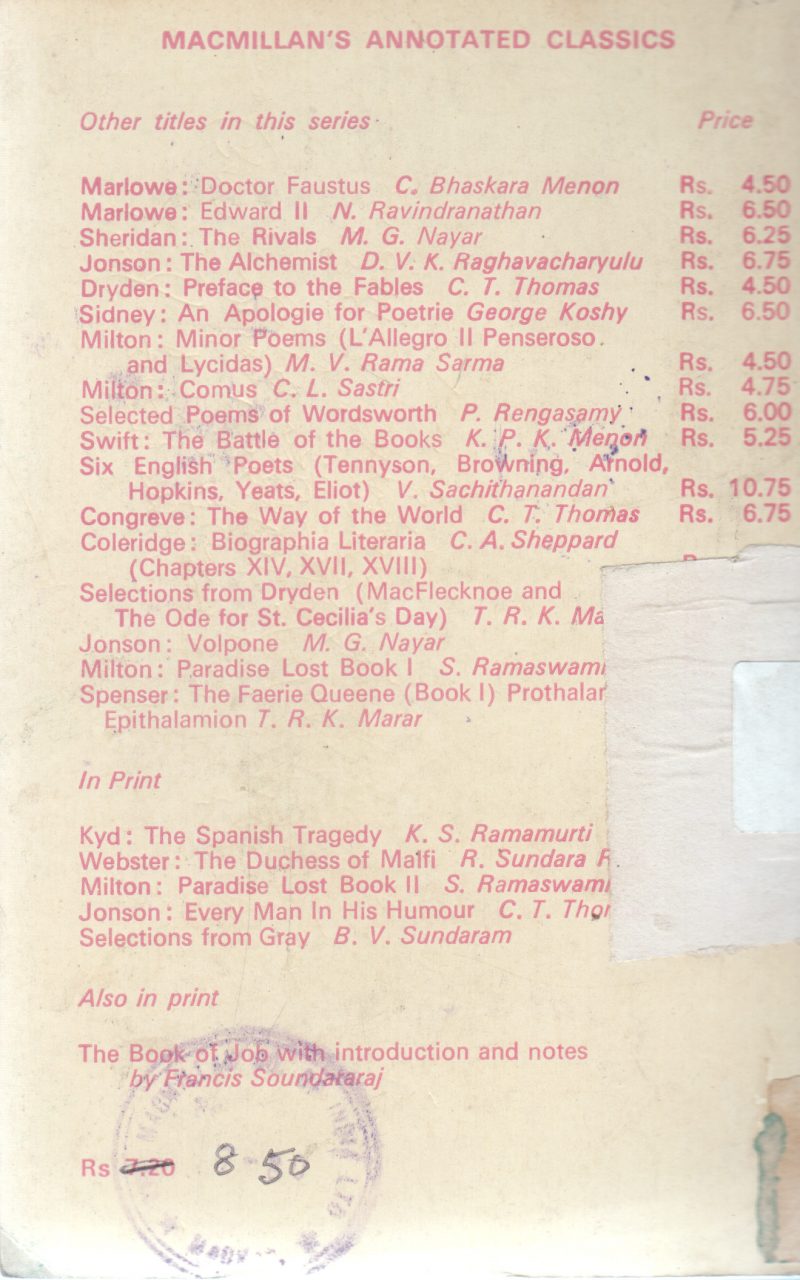 MACMILLAN'S ANNOTATED CLASSICS
Other titles in this series Price
Marlowe: Doctor Faustus C. Bhaskara Menon Rs. 4.50
Marlowe: Edward II N. Ravindranathan Rs. 6.50
Sheridan: The Rivals M. G. Nayar Rs. 6.25
Jonson: The Alchemist D. V. K. Raghavacharyulu Rs. 6.75
Dryden: Preface to the Fables C. T. Thomas Rs. 4.50
Sidney: An Apologie for Poetrie George Koshy Rs. 6.50
Milton: Minor Poems (L'Allegro II Penseroso
and Lycidas) M. V. Rama Sarma Rs. 4.50
Milton: Comus C. L. Sastri Rs. 4.75
Selected Poems of Wordsworth P. Rengasamy Rs. 6.00
Swift: The Battle of the Books K. P. K. Menon Rs. 5.25
Six English Poets (Tennyson, Browning, Arnold,
Hopkins, Yeats, Eliot) V. Sachithanandan Rs. 10.75
Congreve: The Way of the World C. T. Thomas Rs. 6.75
Coleridge: Biographia Literaria C. A. Sheppard
(Chapters XIV, XVII, XVIII)
Selections from Dryden (MacFlecknoe and
The Ode for St. Cecilia's Day) T. R. K. Ma
Jonson: Volpone M. G. Nayar
Milton: Paradise Lost Book I S. Ramaswami
Spenser: The Faerie Queene (Book I) Prothala
Epithalamion T. R. K. Marar
In Print
Kyd: The Spanish Tragedy K. S. Ramamurti
Webster: The Duchess of Malfi R. Sundara
Milton: Paradise Lost Book II S. Ramaswami
Jonson: Every Man In His Humour C. T. Tho
Selections from Gray B. V. Sundaram
Also in print
The Book of Job with introduction and notes
by Francis Soundararaj
Rs 7.20 8-50